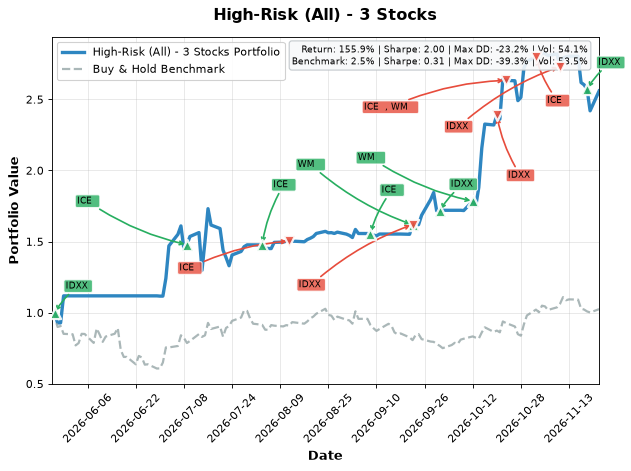 High-Risk (All) - 3 Stocks
High-Risk (All) - 3 Stocks Portfolio
Buy & Hold Benchmark
Return: 155.9% | Sharpe: 2.00 | Max DD: -23.2% | Vol: 54.1%
Benchmark: 2.5% | Sharpe: 0.31 | Max DD: -39.3% | Vol: 53.5%
IDXX
ICE
ICE , WM
IDXX
WM
WM
ICE
ICE
IDXX
IDXX
ICE
ICE
IDXX
IDXX
Portfolio Value
2.5
2.0
1.5
1.0
0.5
2026-06-06
2026-06-22
2026-07-08
2026-07-24
2026-08-09
2026-08-25
2026-09-10
2026-09-26
2026-10-12
2026-10-28
2026-11-13
Date